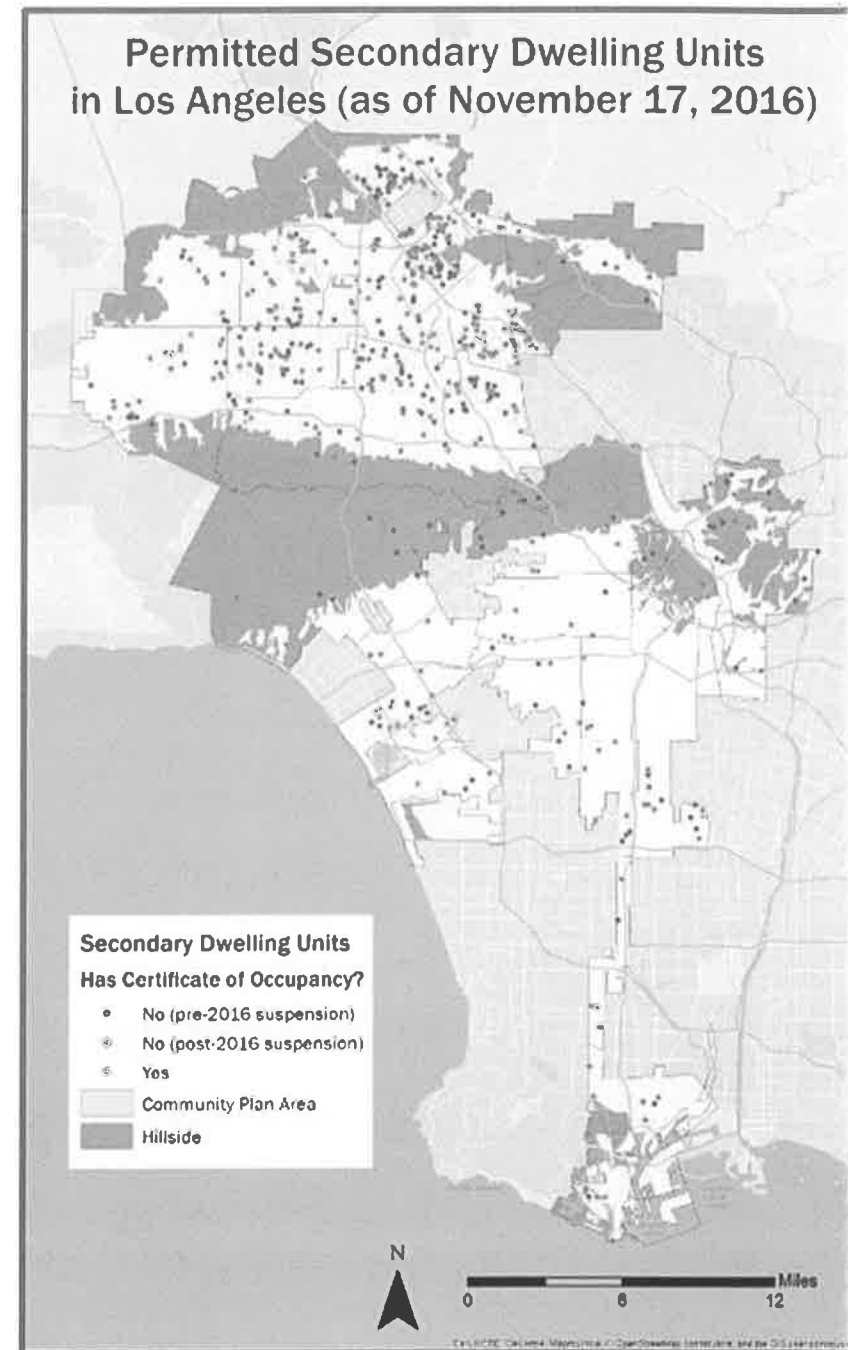 Permitted Secondary Dwelling Units
in Los Angeles (as of November 17, 2016)
Secondary Dwelling Units
Has Certificate of Occupancy?
No (pre-2016 suspension)
No (post-2016 suspension)
Yes
Community Plan Area
Hillside
N
Miles
0 6 12